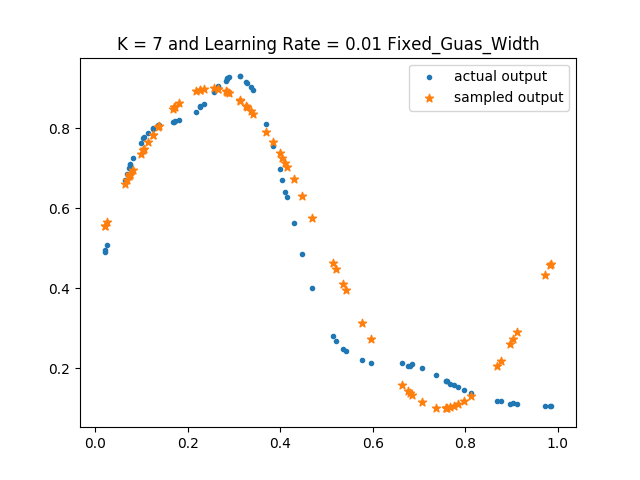 K = 7 and Learning Rate = 0.01 Fixed_Guas_Width
actual output
sampled output
0.8
0.6
0.4
0.2
0.0 0.2 0.4 0.6 0.8 1.0